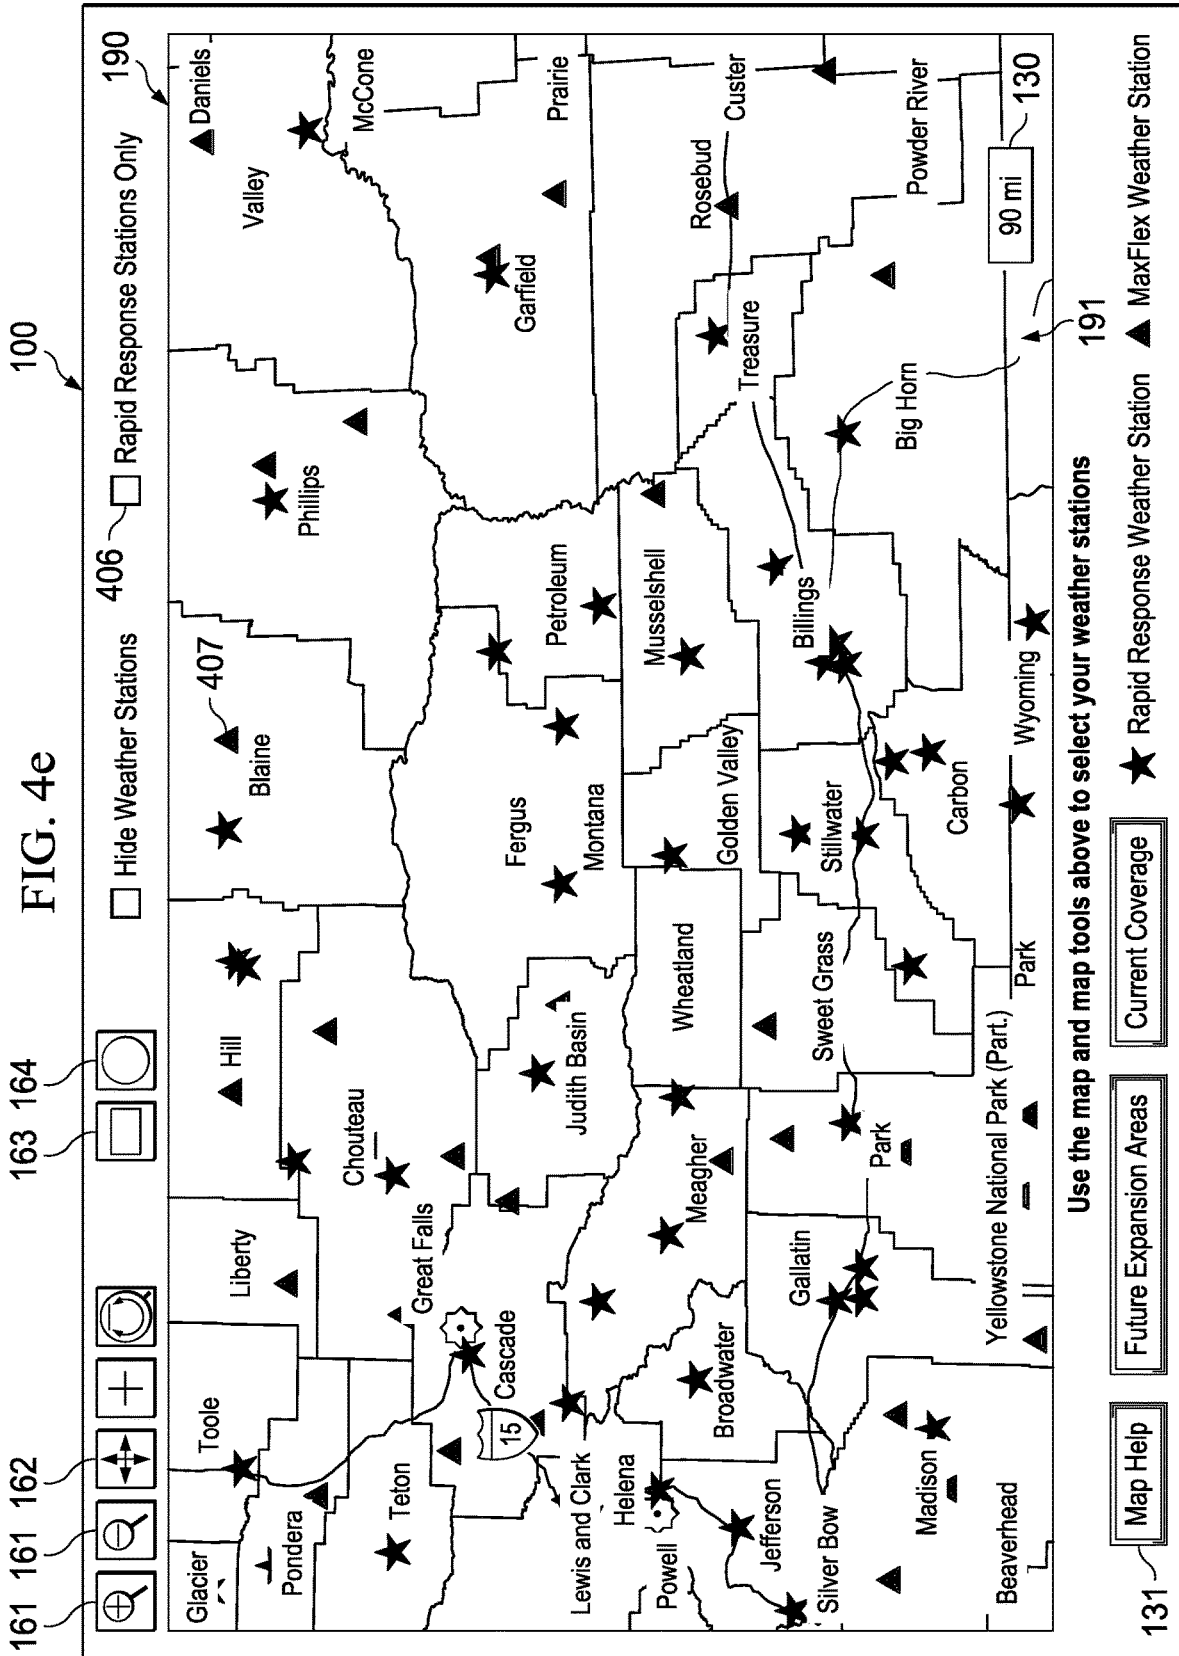 FIG. 4e
100
161
161
162
163
164
406
190
Hide Weather Stations
Rapid Response Stations Only
Glacier
Toole
Liberty
Hill
Blaine
407
Phillips
Valley
Daniels
McCone
Pondera
Teton
Chouteau
Great Falls
Cascade
15
Judith Basin
Fergus
Montana
Petroleum
Garfield
Prairie
Lewis and Clark
Helena
Powell
Broadwater
Meagher
Wheatland
Golden Valley
Musselshell
Treasure
Rosebud
Custer
Jefferson
Silver Bow
Gallatin
Park
Sweet Grass
Stillwater
Billings
Big Horn
Powder River
Madison
Beaverhead
Yellowstone National Park (Part.)
Park
Carbon
Wyoming
90 mi
130
191
Use the map and map tools above to select your weather stations
131
Map Help
Future Expansion Areas
Current Coverage
Rapid Response Weather Station
MaxFlex Weather Station